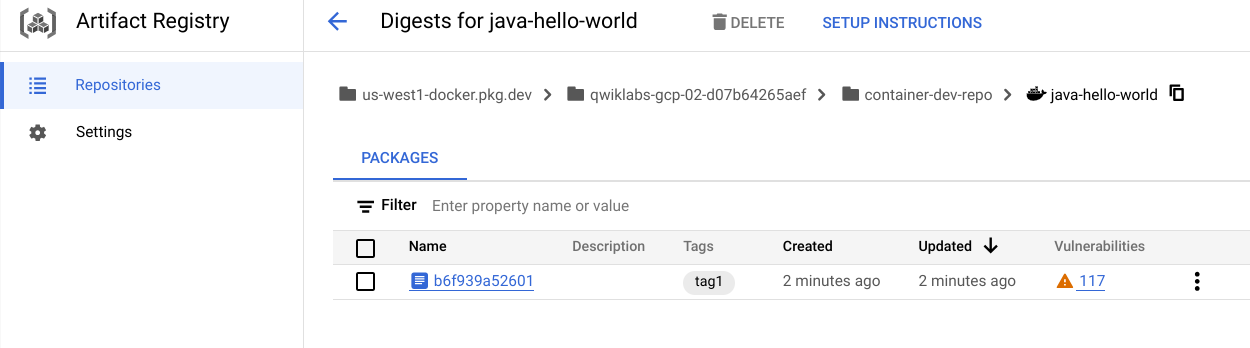 Artifact Registry
Digests for java-hello-world
DELETE
SETUP INSTRUCTIONS
Repositories
Settings
us-west1-docker.pkg.dev
qwiklabs-gcp-02-d07b64265aef
container-dev-repo
java-hello-world
PACKAGES
Filter
Enter property name or value
Name Description Tags Created Updated Vulnerabilities
b6f939a52601 tag1 2 minutes ago 2 minutes ago 117